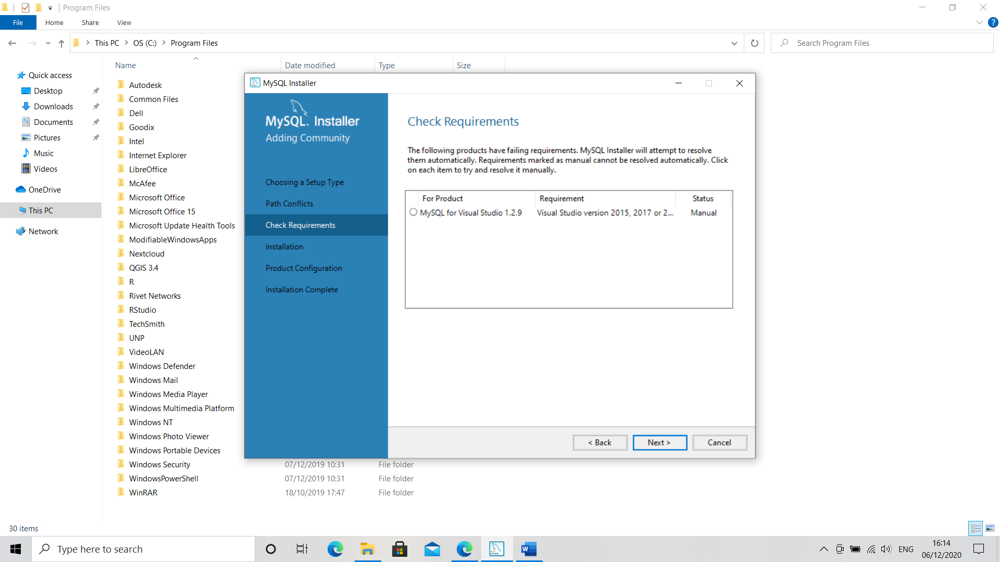 Program Files
File Home Share View
This PC OS (C:) Program Files
Search Program Files
Name Date modified Type Size
Quick access
Desktop
Downloads
Documents
Pictures
Music
Videos
OneDrive
This PC
Network
Autodesk
Common Files
Dell
Goodix
Intel
Internet Explorer
LibreOffice
McAfee
Microsoft Office
Microsoft Office 15
Microsoft Update Health Tools
ModifiableWindowsApps
Nextcloud
QGIS 3.4
R
Rivet Networks
RStudio
TechSmith
UNP
VideoLAN
Windows Defender
Windows Mail
Windows Media Player
Windows Multimedia Platform
Windows NT
Windows Photo Viewer
Windows Portable Devices
Windows Security 07/12/2019 10:31 File folder
WindowsPowerShell 07/12/2019 10:31 File folder
WinRAR 18/10/2019 17:47 File folder
MySQL Installer
MySQL. Installer
Adding Community
Choosing a Setup Type
Path Conflicts
Check Requirements
Installation
Product Configuration
Installation Complete
Check Requirements
The following products have failing requirements. MySQL Installer will attempt to resolve
them automatically. Requirements marked as manual cannot be resolved automatically. Click
on each item to try and resolve it manually.
For Product Requirement Status
MySQL for Visual Studio 1.2.9 Visual Studio version 2015, 2017 or 2... Manual
< Back Next > Cancel
30 items
Type here to search
ENG
16:14
06/12/2020